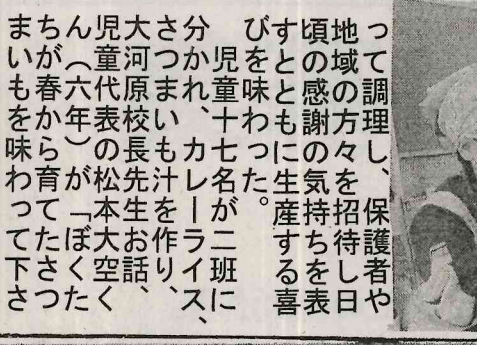 って調理し、保護者や
地域の方々を招待し日
頃の感謝の気持ちを表
すとともに生産する喜
びを味わった。
児童十七名が二班に
分かれ、カレーライス、
さつまいも汁を作り、
大河原校長先生お話、
児童代表の松本大空く
ん（六年）が「ぼくた
ちが春から育てたさつ
まいもを味わって下さ